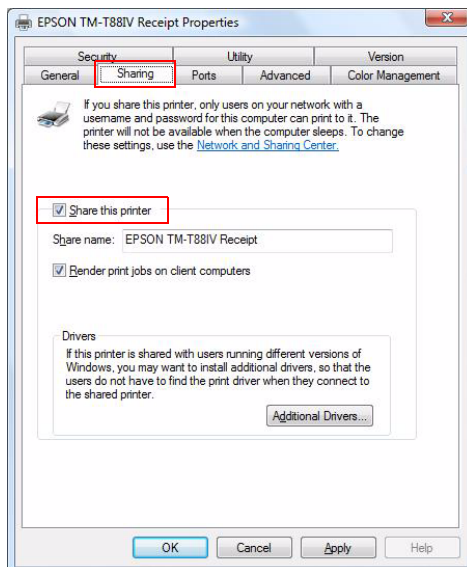 EPSON TM-T88IV Receipt Properties
Security Utility Version
General Sharing Ports Advanced Color Management
If you share this printer, only users on your network with a
username and password for this computer can print to it. The
printer will not be available when the computer sleeps. To change
these settings, use the Network and Sharing Center.
Share this printer
Share name: EPSON TM-T88IV Receipt
Render print jobs on client computers
Drivers
If this printer is shared with users running different versions of
Windows, you may want to install additional drivers, so that the
users do not have to find the print driver when they connect to
the shared printer.
Additional Drivers...
OK Cancel Apply Help